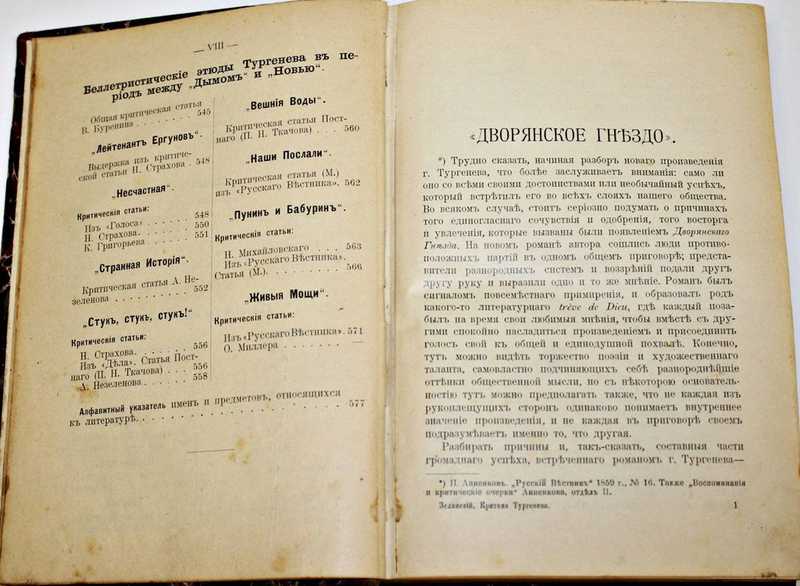 — VIII —
Беллетристическіе этюды Тургенева въ пе-
ріодъ между „Дымомъ“ и „Новью“.
Общая критическая статья
В. Буренина . . . . . . . 545
„Лейтенантъ Ергуновъ“.
Выдержка изъ критиче-
ской статьи Н. Страхова . 548
„Несчастная“.
Критическія статьи:
Изъ «Голоса» . . . . . . 548
Н. Страхова . . . . . . 550
К. Григорьева . . . . . 551
„Странная Исторія“.
Критическая статья А. Не-
зеленова . . . . . . . . 552
„Стукъ, стукъ, стукъ!“
Критическія статьи:
Н. Страхова . . . . . . 556
Изъ «Дѣла». Статья Пост-
наго (П. Н. Ткачова) . . . 556
А. Незеленова . . . . . 558
„Вешнія Воды“.
Критическая статья Пост-
наго (П. Н. Ткачова) . . . 560
„Наши Послали“.
Критическая статья (М.)
изъ «Русскаго Вѣстника». 562
„Пунинъ и Бабуринъ“.
Критическія статьи:
Н. Михайловскаго . . . 563
Изъ «Русскаго Вѣстника».
Статья (М.) . . . . . . . 566
„Живыя Мощи“.
Критическія статьи:
Изъ «Русскаго Вѣстника». 571
О. Миллера . . . . . . .
Алфавитный указатель именъ и предметовъ, относящихся
къ литературѣ . . . . . . . . . . . . . . . 577
«ДВОРЯНСКОЕ ГНѢЗДО».
*) Трудно сказать, начиная разборъ новаго произведенія
г. Тургенева, что болѣе заслуживаетъ вниманія: само ли
оно со всѣми своими достоинствами или необычайный успѣхъ,
который встрѣтилъ его во всѣхъ слояхъ нашего общества.
Во всякомъ случаѣ, стоитъ серіозно подумать о причинахъ
того единогласнаго сочувствія и одобренія, того восторга
и увлеченія, которые вызваны были появленіемъ Дворянскаго
Гнѣзда. На новомъ романѣ автора сошлись люди противо-
положныхъ партій въ одномъ общемъ приговорѣ; предста-
вители разнородныхъ системъ и воззрѣній подали другъ
другу руку и выразили одно и то же мнѣніе. Романъ былъ
сигналомъ повсемѣстнаго примиренія, и образовалъ родъ
какого-то литературнаго trève de Dieu, гдѣ каждый поза-
былъ на время свои любимыя мнѣнія, чтобы вмѣстѣ съ дру-
гими спокойно насладиться произведеніемъ и присоединить
голосъ свой къ общей и единодушной похвалѣ. Конечно,
тутъ можно видѣть торжество поэзіи и художественнаго
таланта, самовластно подчиняющихъ себѣ разнороднѣйшіе
оттѣнки общественной мысли, но съ нѣкоторою основатель-
ностію тутъ можно предполагать также, что не каждая изъ
рукоплещущихъ сторонъ одинаково понимаетъ внутреннее
значеніе произведенія, и не каждая въ приговорѣ своемъ
подразумѣваетъ именно то, что другая.
Разбирать причины и, такъ-сказать, составныя части
громаднаго успѣха, встрѣченнаго романомъ г. Тургенева—
*) П. Анненковъ. „Русскій Вѣстникъ“ 1859 г., № 16. Также „Воспоминанія
и критическіе очерки“ Анненкова, отдѣлъ II.
Зелинскій, Критика Тургенева. 1